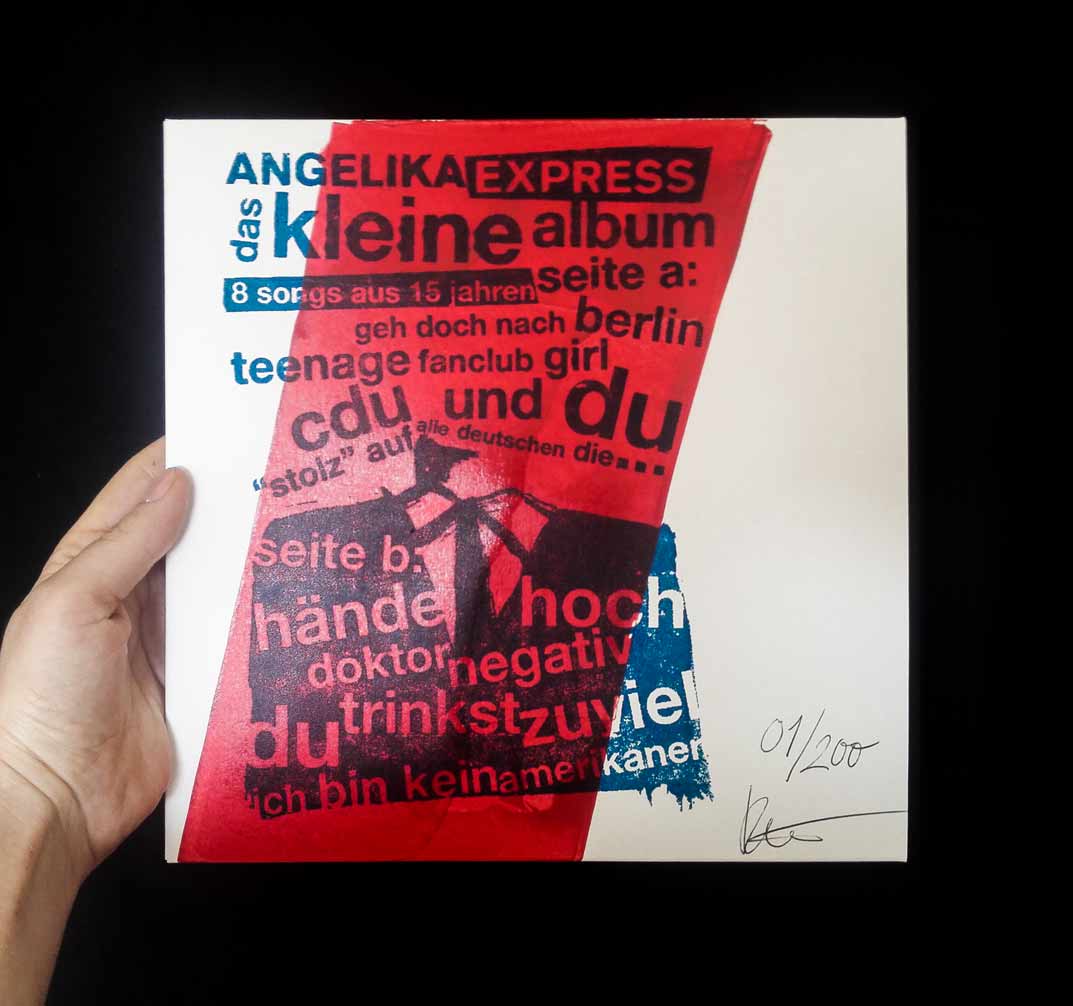 ANGELIKA EXPRESS
das kleine album
8 songs aus 15 jahren seite a:
geh doch nach berlin
teenage fanclub girl
cdu und du
"stolz" auf alle deutschen die...
seite b:
hände hoch
doktor negativ
du trinkst zu viel
ich bin kein amerikaner
01/200